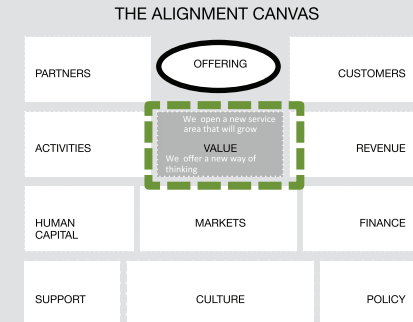 THE ALIGNMENT CANVAS
OFFERING
PARTNERS
CUSTOMERS
We open a new service
area that will grow
ACTIVITIES
VALUE
REVENUE
We offer a new way of
thinking
HUMAN
CAPITAL
MARKETS
FINANCE
SUPPORT
CULTURE
POLICY